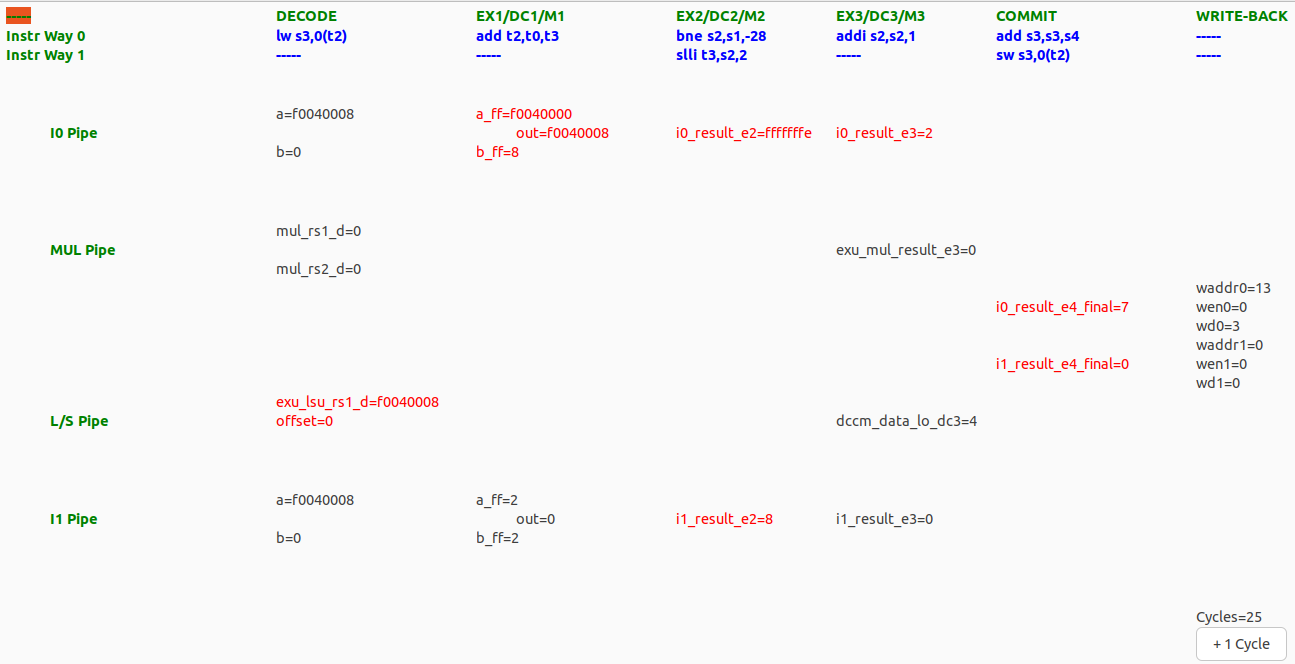 -----
DECODE EX1/DC1/M1 EX2/DC2/M2 EX3/DC3/M3 COMMIT WRITE-BACK
Instr Way 0 lw s3,0(t2) add t2,t0,t3 bne s2,s1,-28 addi s2,s2,1 add s3,s3,s4 -----
Instr Way 1 ----- ----- slli t3,s2,2 ----- sw s3,0(t2) -----
a=f0040008 a_ff=f0040000
I0 Pipe out=f0040008 i0_result_e2=fffffffe i0_result_e3=2
b=0 b_ff=8
mul_rs1_d=0
MUL Pipe exu_mul_result_e3=0
mul_rs2_d=0
waddr0=13
i0_result_e4_final=7 wen0=0
wd0=3
waddr1=0
i1_result_e4_final=0 wen1=0
wd1=0
exu_lsu_rs1_d=f0040008
L/S Pipe offset=0 dccm_data_lo_dc3=4
a=f0040008 a_ff=2
I1 Pipe out=0 i1_result_e2=8 i1_result_e3=0
b=0 b_ff=2
Cycles=25
+ 1 Cycle